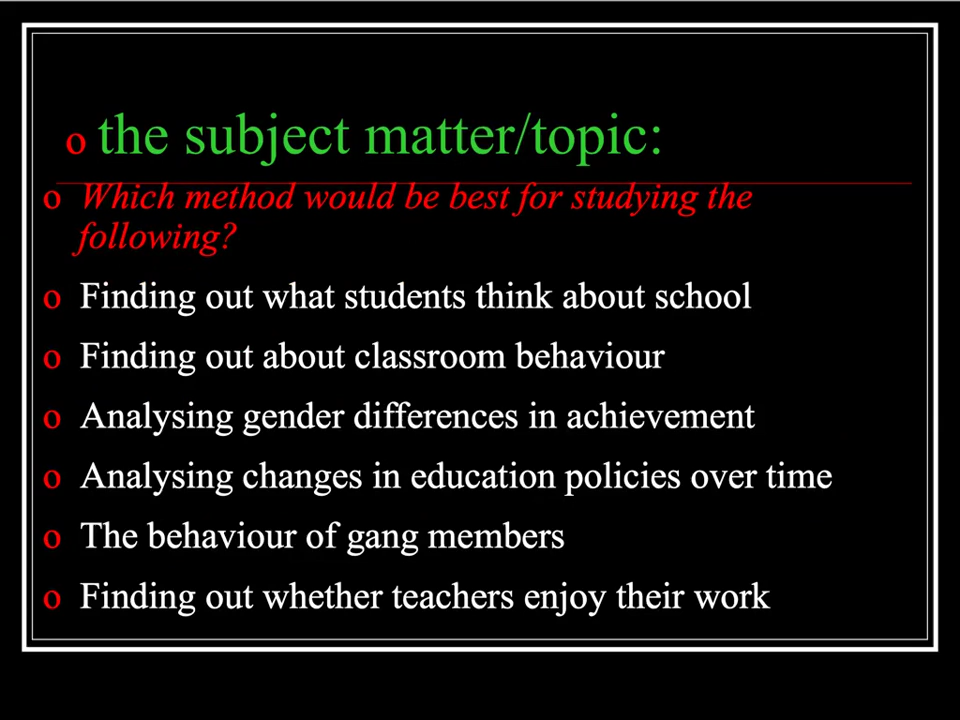 o the subject matter/topic:
o Which method would be best for studying the
following?
o Finding out what students think about school
o Finding out about classroom behaviour
o Analysing gender differences in achievement
o Analysing changes in education policies over time
o The behaviour of gang members
o Finding out whether teachers enjoy their work